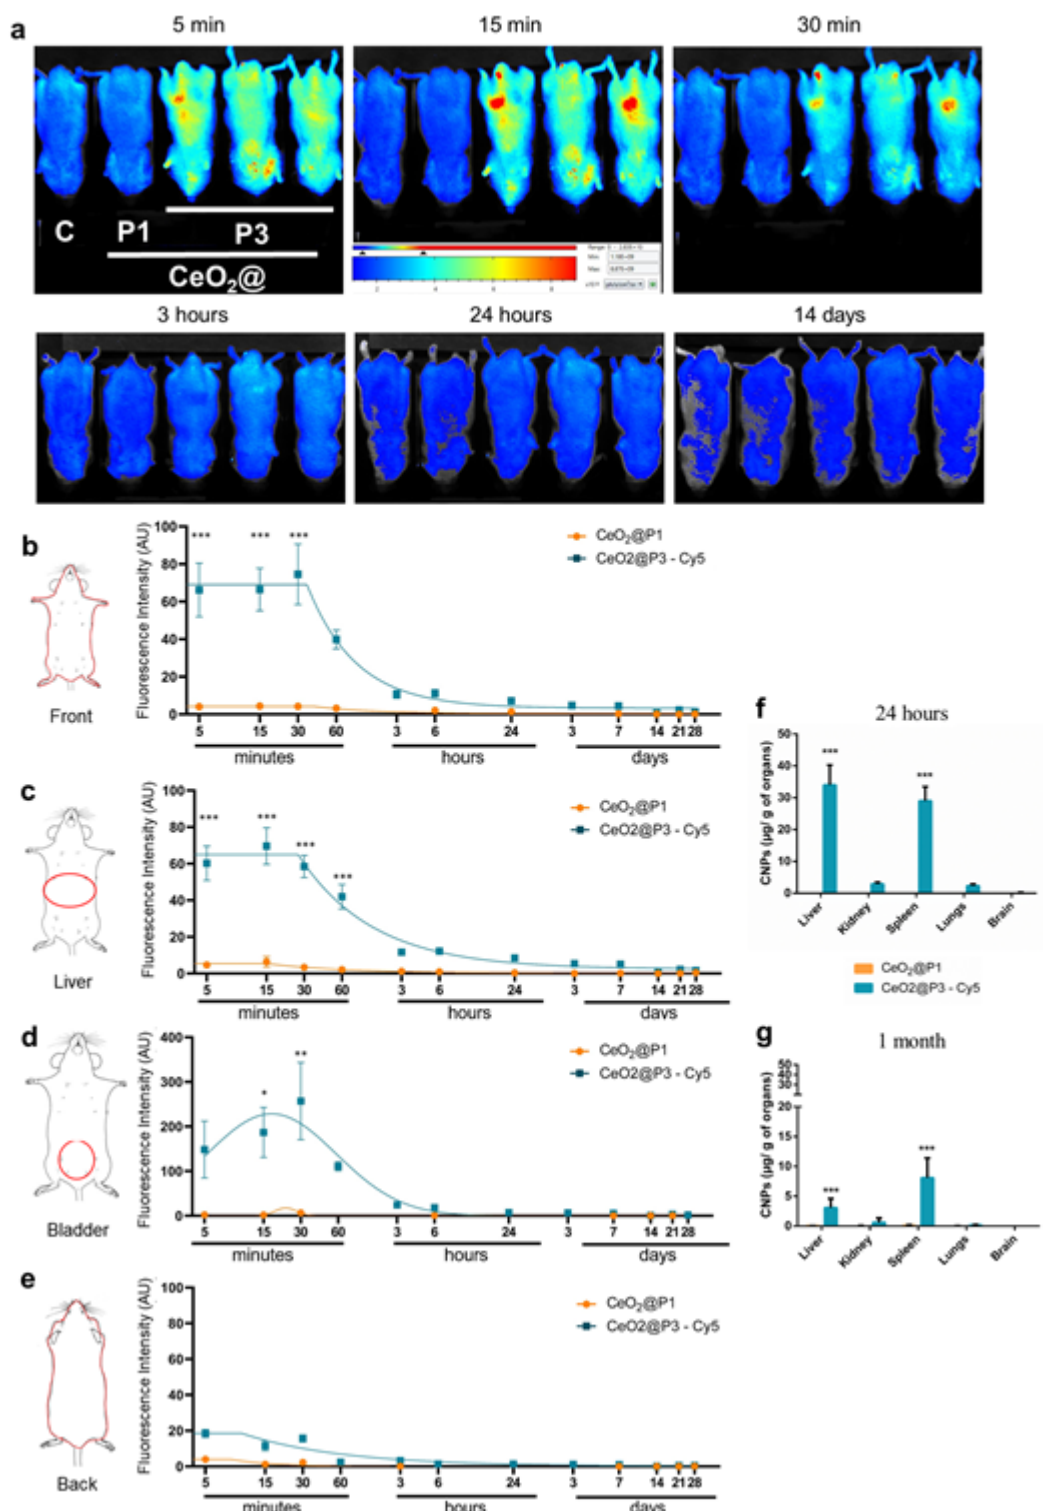 a
5 min
15 min
30 min
C
P1
P3
CeO₂@
Min
Max
2
4
6
8
3 hours
24 hours
14 days
b
Front
Fluorescence Intensity (AU)
100
80
60
40
20
0
*** *** ***
CeO₂@P1
CeO2@P3 - Cy5
5 15 30 60 3 6 24 3 7 14 21 28
minutes hours days
c
Liver
Fluorescence Intensity (AU)
100
80
60
40
20
0
*** *** *** ***
CeO₂@P1
CeO2@P3 - Cy5
5 15 30 60 3 6 24 3 7 14 21 28
minutes hours days
d
Bladder
Fluorescence Intensity (AU)
400
300
200
100
0
* **
CeO₂@P1
CeO2@P3 - Cy5
5 15 30 60 3 6 24 3 7 14 21 28
minutes hours days
e
Back
Fluorescence Intensity (AU)
100
80
60
40
20
0
CeO₂@P1
CeO2@P3 - Cy5
5 15 30 60 3 6 24 3 7 14 21 28
minutes hours days
f
24 hours
CNPs (µg/ g of organs)
50
40
30
20
10
0
*** ***
Liver Kidney Spleen Lungs Brain
CeO₂@P1
CeO2@P3 - Cy5
g
1 month
CNPs (µg/ g of organs)
50
40
30
20
15
10
5
0
*** ***
Liver Kidney Spleen Lungs Brain